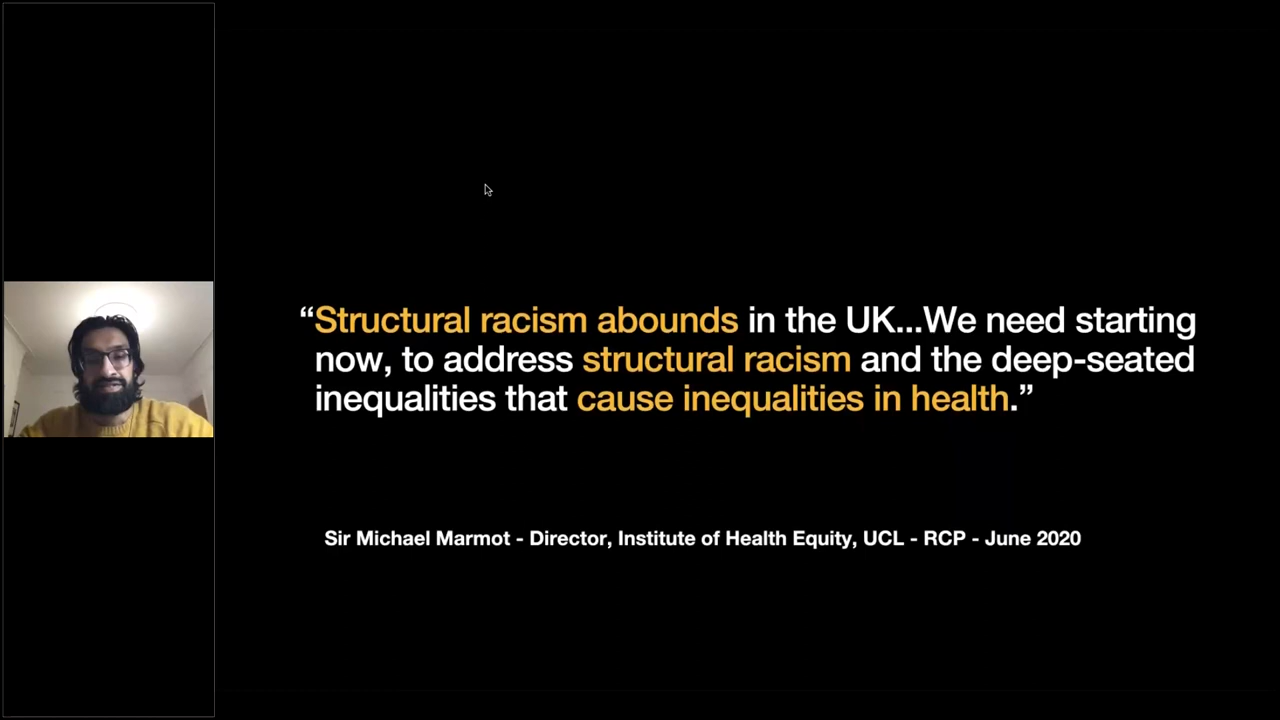 “Structural racism abounds in the UK...We need starting
now, to address structural racism and the deep-seated
inequalities that cause inequalities in health.”
Sir Michael Marmot - Director, Institute of Health Equity, UCL - RCP - June 2020